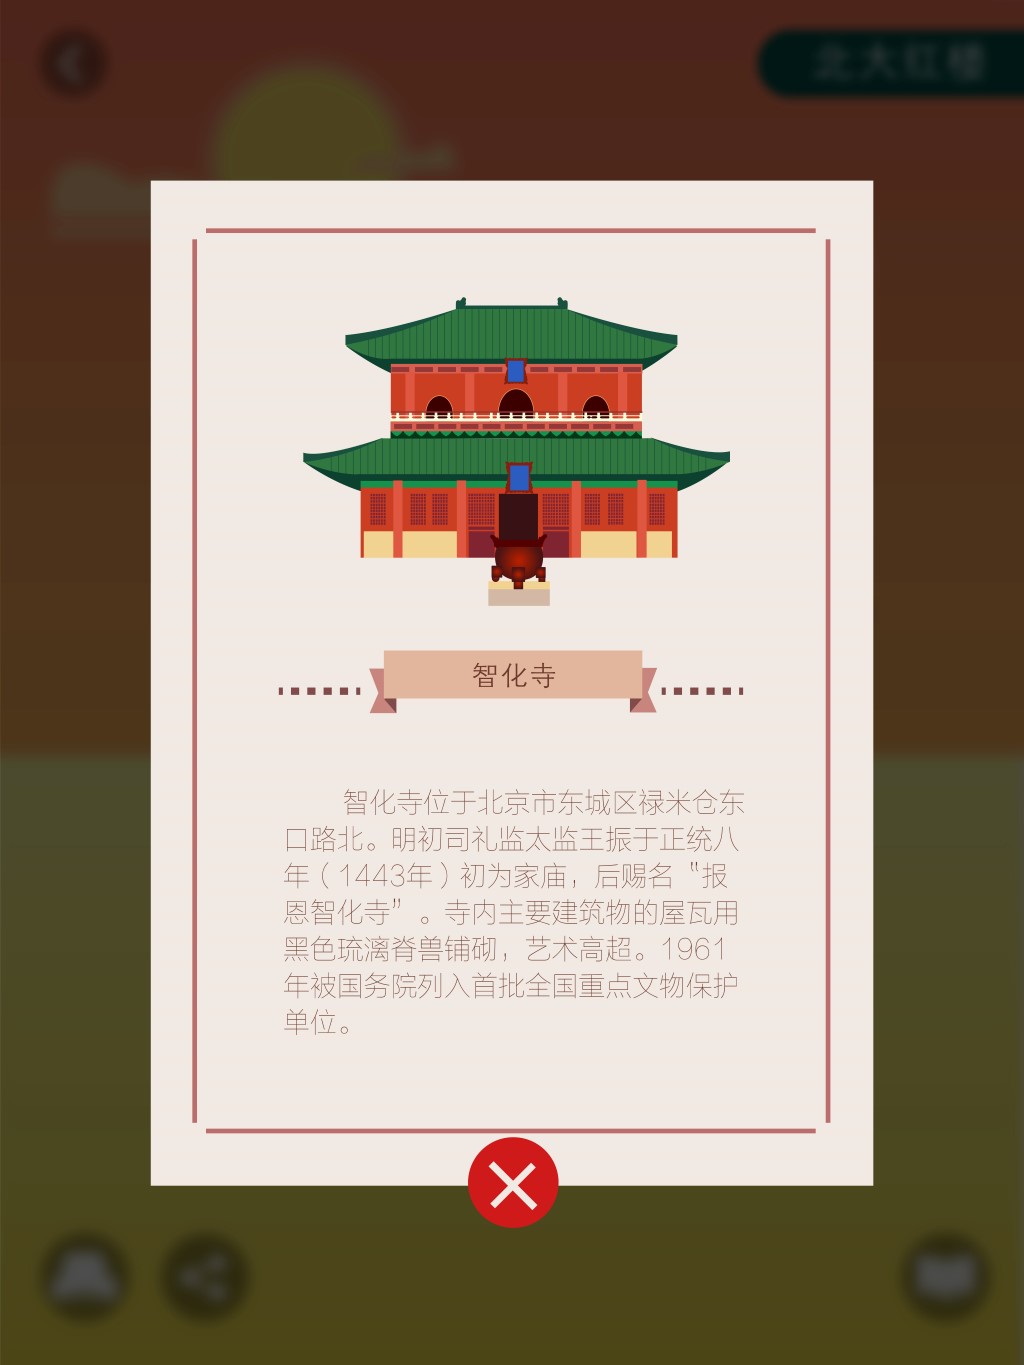 北大红楼
智化寺
智化寺位于北京市东城区禄米仓东
口路北。明初司礼监太监王振于正统八
年（1443年）初为家庙，后赐名“报
恩智化寺”。寺内主要建筑物的屋瓦用
黑色琉漓脊兽铺砌，艺术高超。1961
年被国务院列入首批全国重点文物保护
单位。